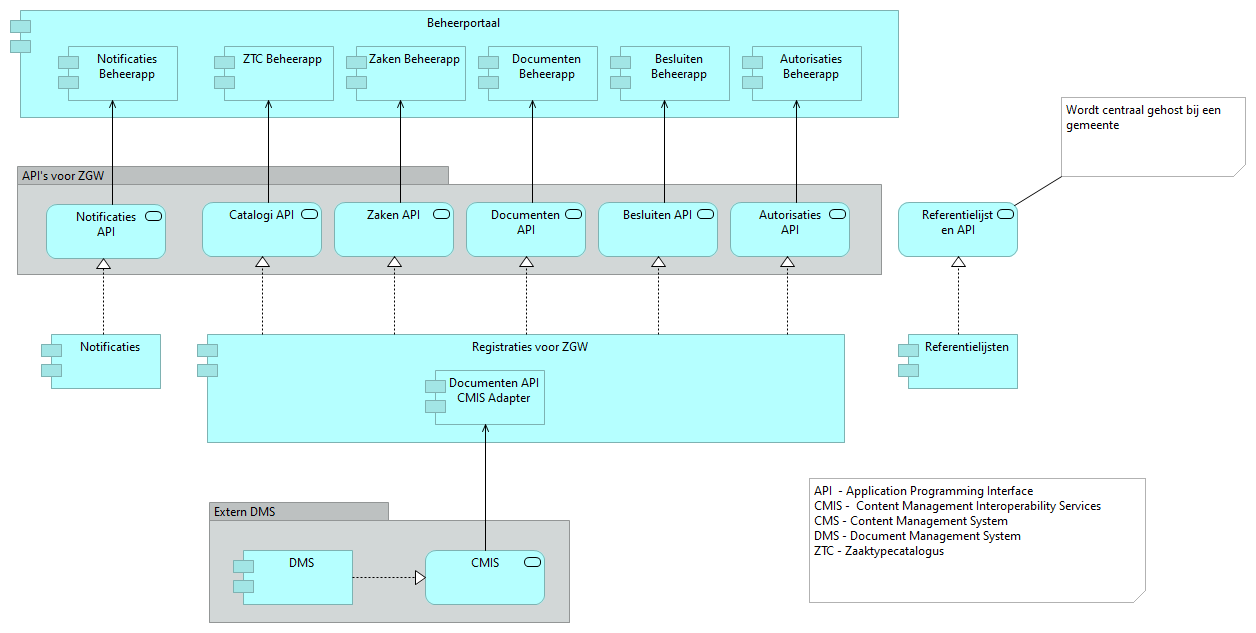 Beheerportaal
Notificaties
Beheerapp
ZTC Beheerapp
Zaken Beheerapp
Documenten
Beheerapp
Besluiten
Beheerapp
Autorisaties
Beheerapp
Wordt centraal gehost bij een
gemeente
API's voor ZGW
Notificaties
API
Catalogi API
Zaken API
Documenten
API
Besluiten API
Autorisaties
API
Referentielijst
en API
Notificaties
Registraties voor ZGW
Referentielijsten
Documenten API
CMIS Adapter
Extern DMS
DMS
CMIS
API - Application Programming Interface
CMIS - Content Management Interoperability Services
CMS - Content Management System
DMS - Document Management System
ZTC - Zaaktypecatalogus